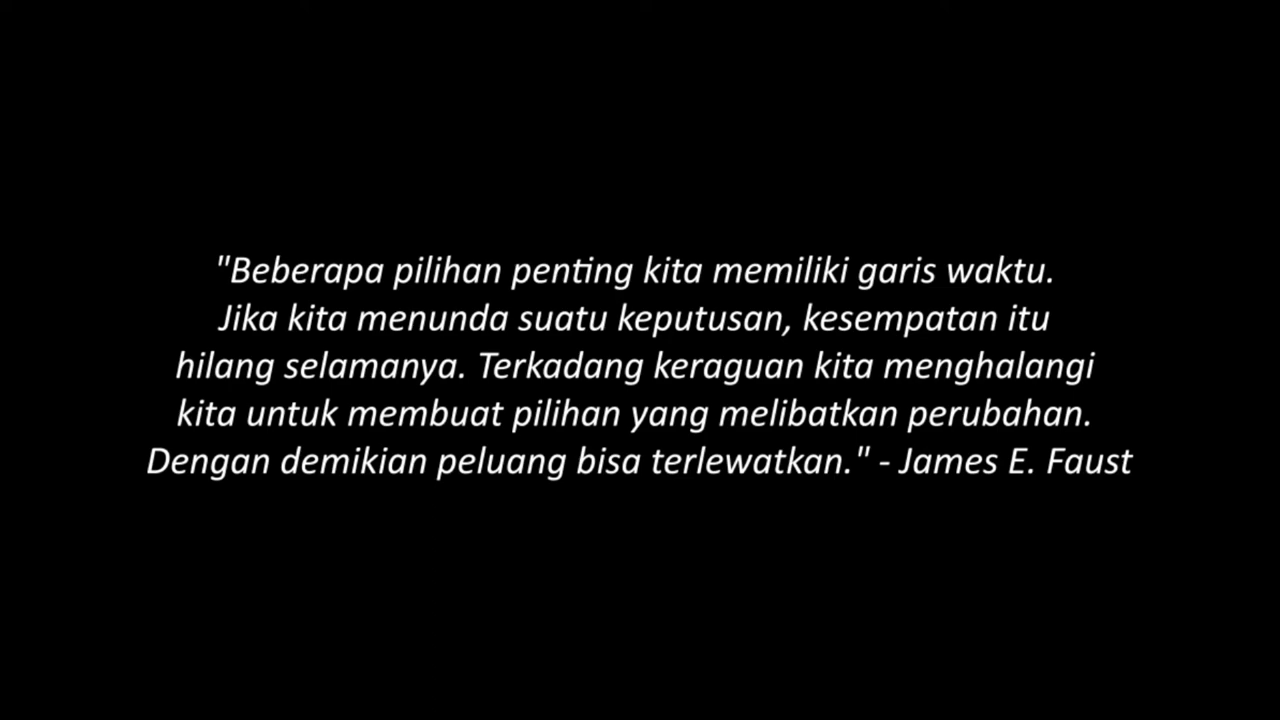 "Beberapa pilihan penting kita memiliki garis waktu.
Jika kita menunda suatu keputusan, kesempatan itu
hilang selamanya. Terkadang keraguan kita menghalangi
kita untuk membuat pilihan yang melibatkan perubahan.
Dengan demikian peluang bisa terlewatkan." - James E. Faust